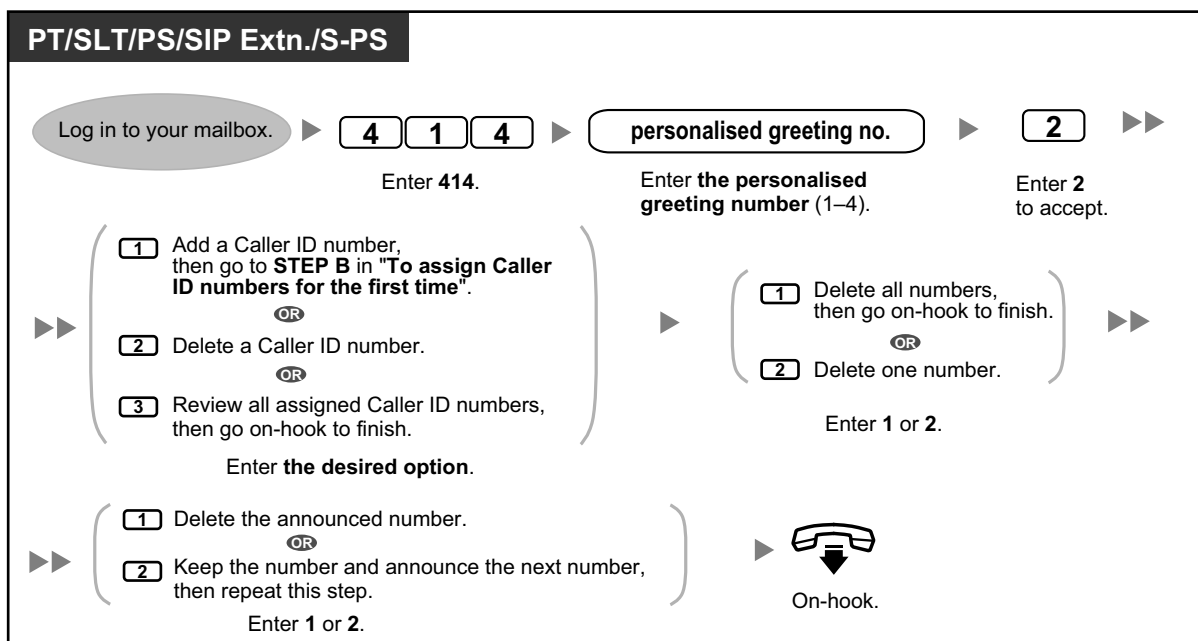 PT/SLT/PS/SIP Extn./S-PS
Log in to your mailbox.
4 1 4
Enter 414.
personalised greeting no.
Enter the personalised
greeting number (1–4).
2
Enter 2
to accept.
1 Add a Caller ID number,
then go to STEP B in "To assign Caller
ID numbers for the first time".
OR
2 Delete a Caller ID number.
OR
3 Review all assigned Caller ID numbers,
then go on-hook to finish.
Enter the desired option.
1 Delete all numbers,
then go on-hook to finish.
OR
2 Delete one number.
Enter 1 or 2.
1 Delete the announced number.
OR
2 Keep the number and announce the next number,
then repeat this step.
Enter 1 or 2.
On-hook.